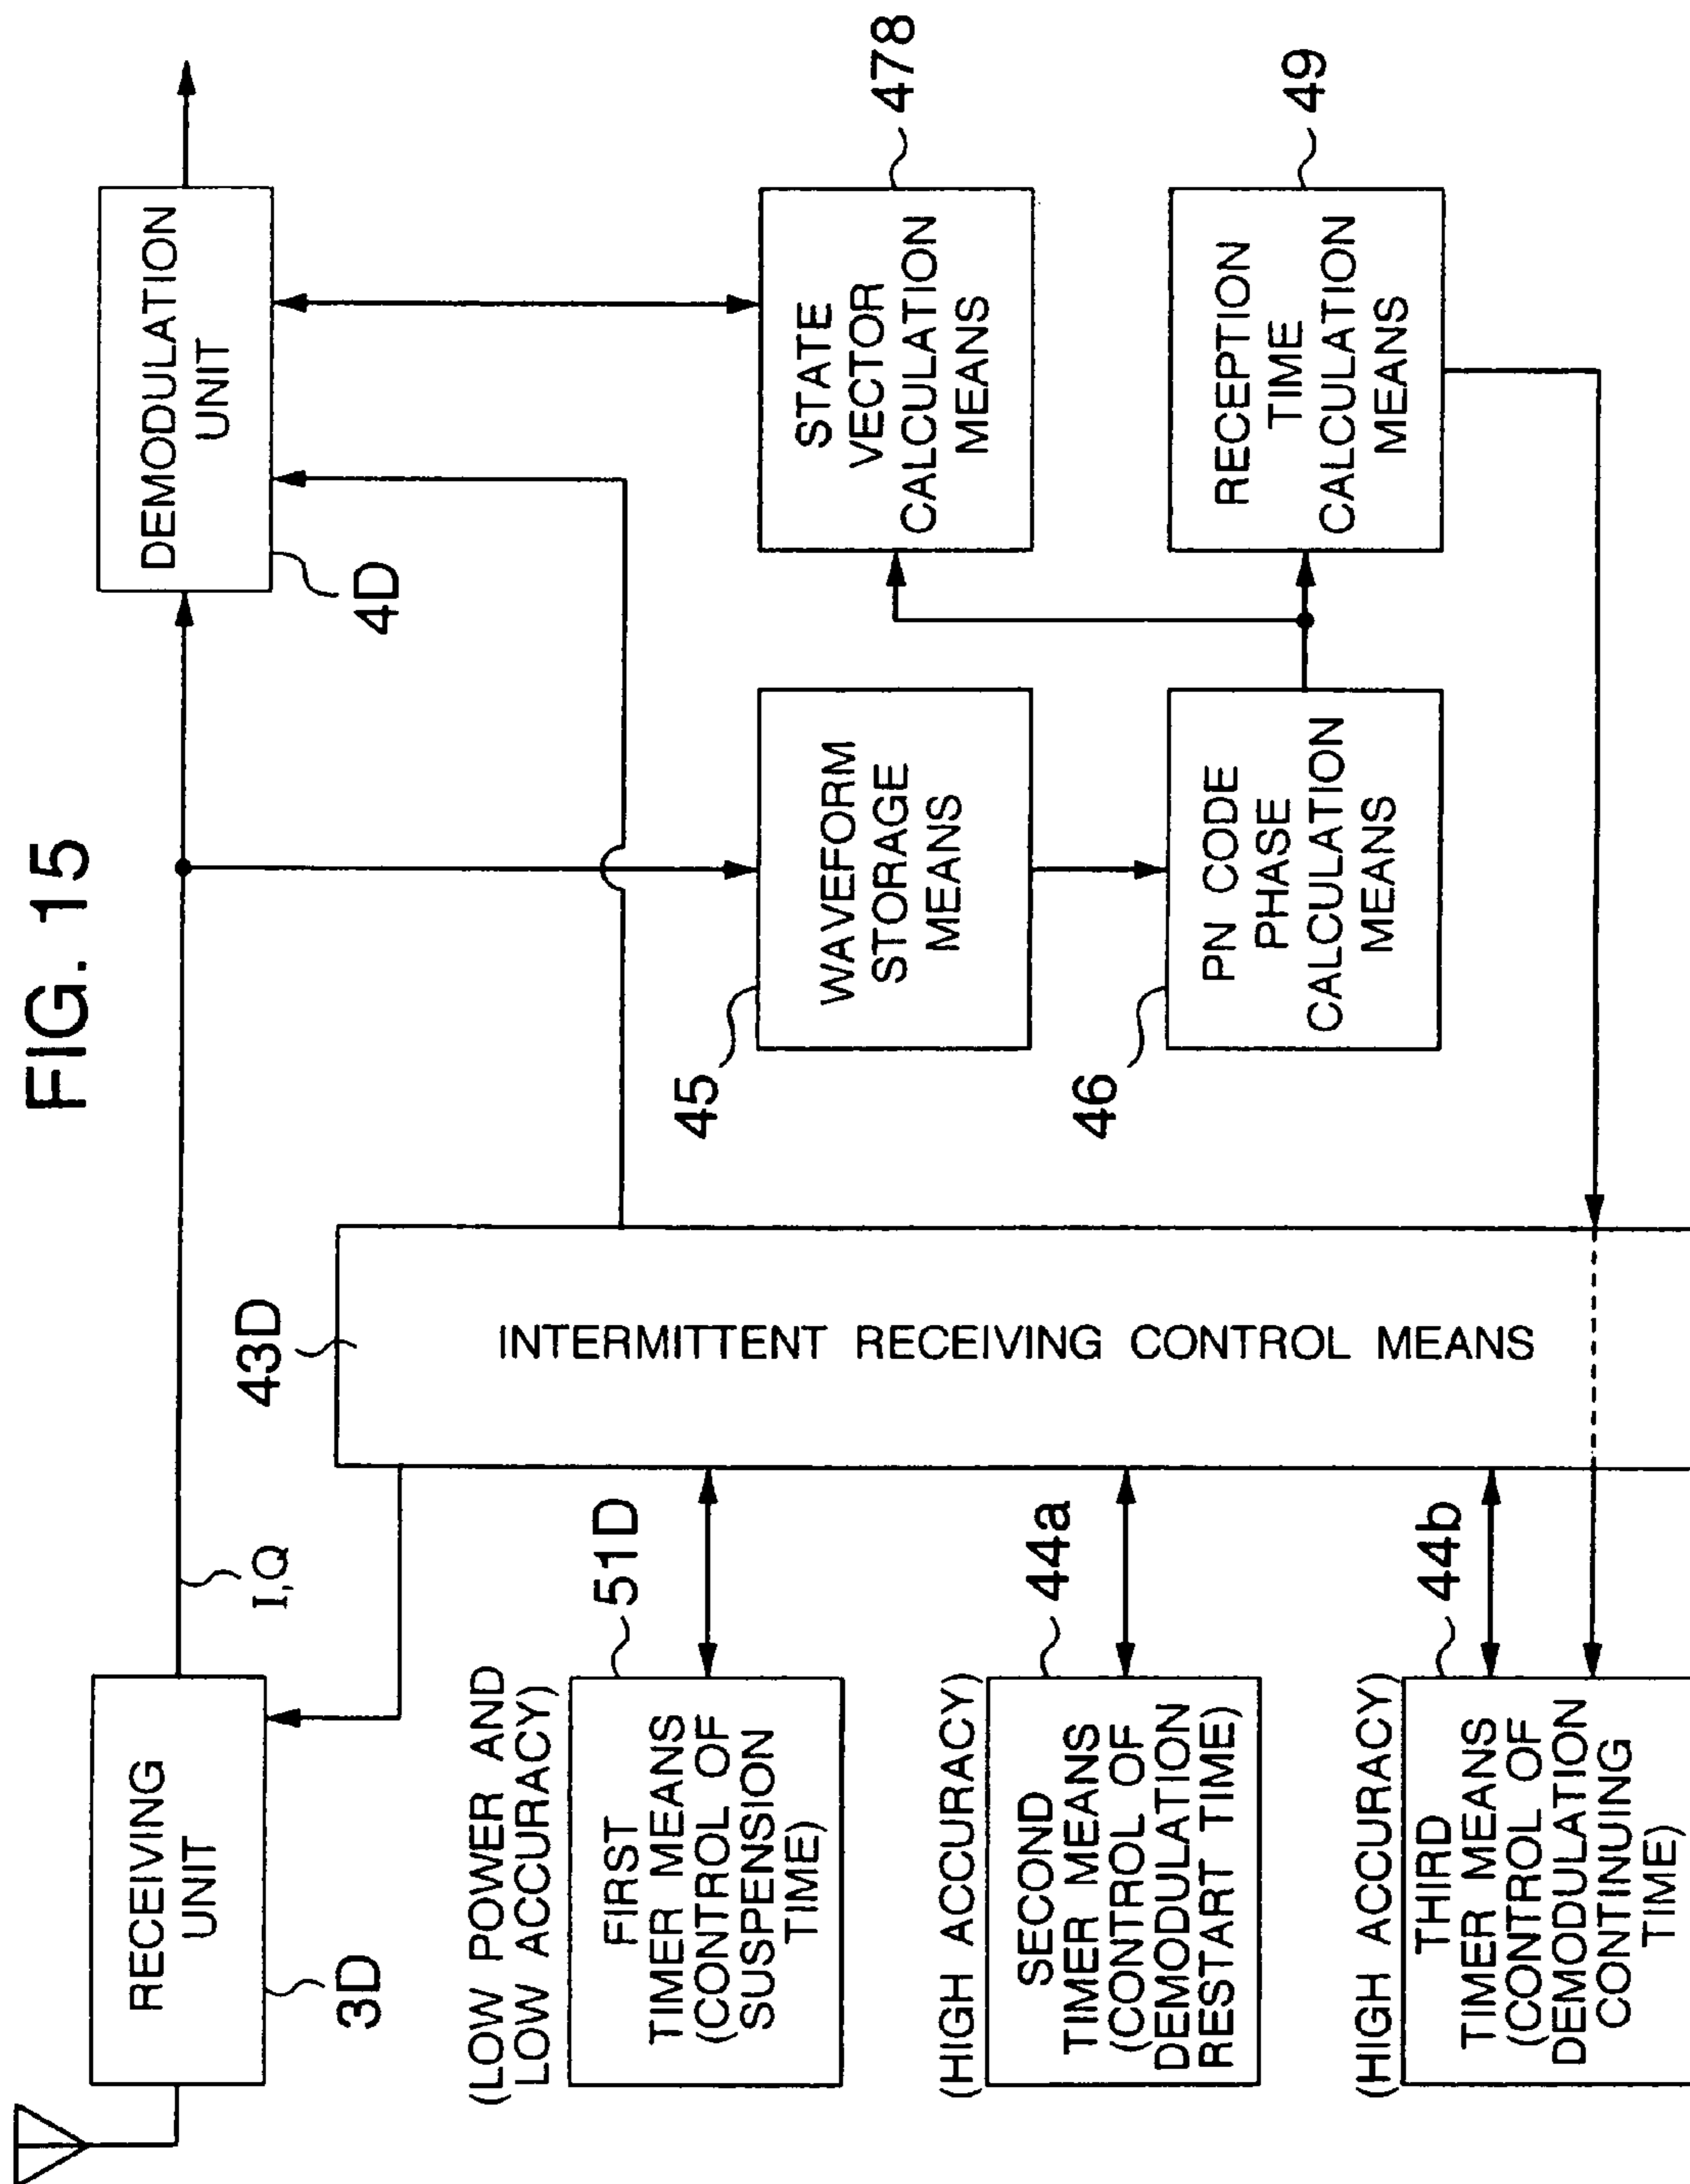 FIG. 15
RECEIVING
UNIT
3D
I,Q
DEMODULATION
UNIT
4D
43D
INTERMITTENT RECEIVING CONTROL MEANS
(LOW POWER AND
LOW ACCURACY)
51D
FIRST
TIMER MEANS
(CONTROL OF
SUSPENSION
TIME)
(HIGH ACCURACY)
44a
SECOND
TIMER MEANS
(CONTROL OF
DEMODULATION
RESTART TIME)
(HIGH ACCURACY)
44b
THIRD
TIMER MEANS
(CONTROL OF
DEMODULATION
CONTINUING
TIME)
45
WAVEFORM
STORAGE
MEANS
46
PN CODE
PHASE
CALCULATION
MEANS
478
STATE
VECTOR
CALCULATION
MEANS
49
RECEPTION
TIME
CALCULATION
MEANS